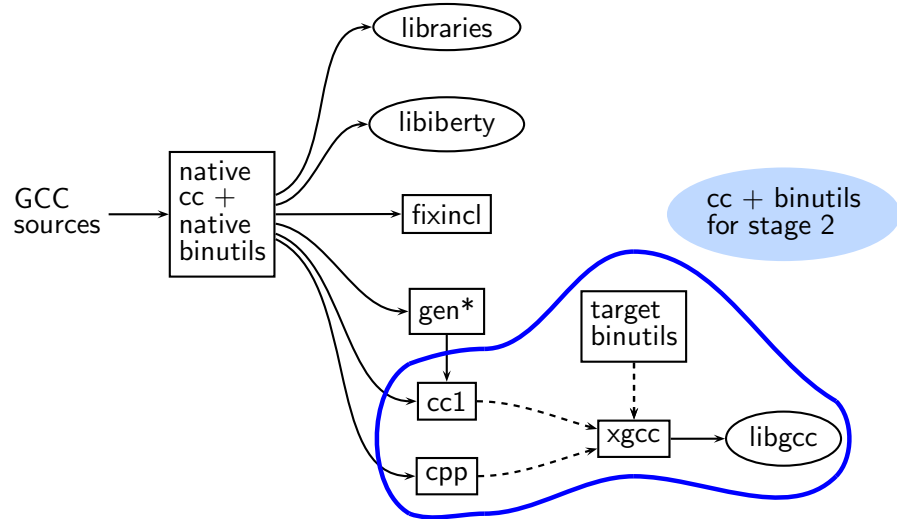 libraries
libiberty
native
cc +
native
binutils
GCC
sources
fixincl
cc + binutils
for stage 2
gen*
target
binutils
cc1
xgcc
libgcc
cpp